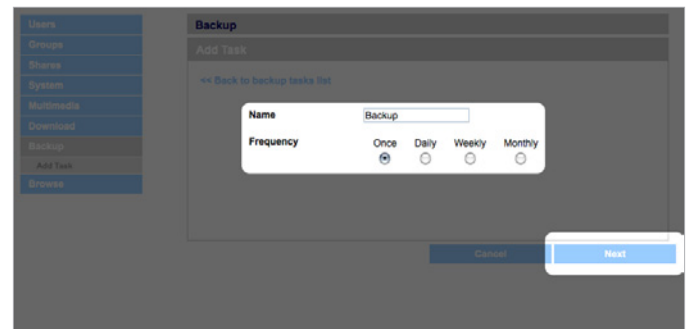 Users
Groups
Shares
System
Multimedia
Download
Backup
Add Task
Browse
Backup
Add Task
<< Back to backup tasks list
Name Backup
Frequency Once Daily Weekly Monthly
Cancel Next